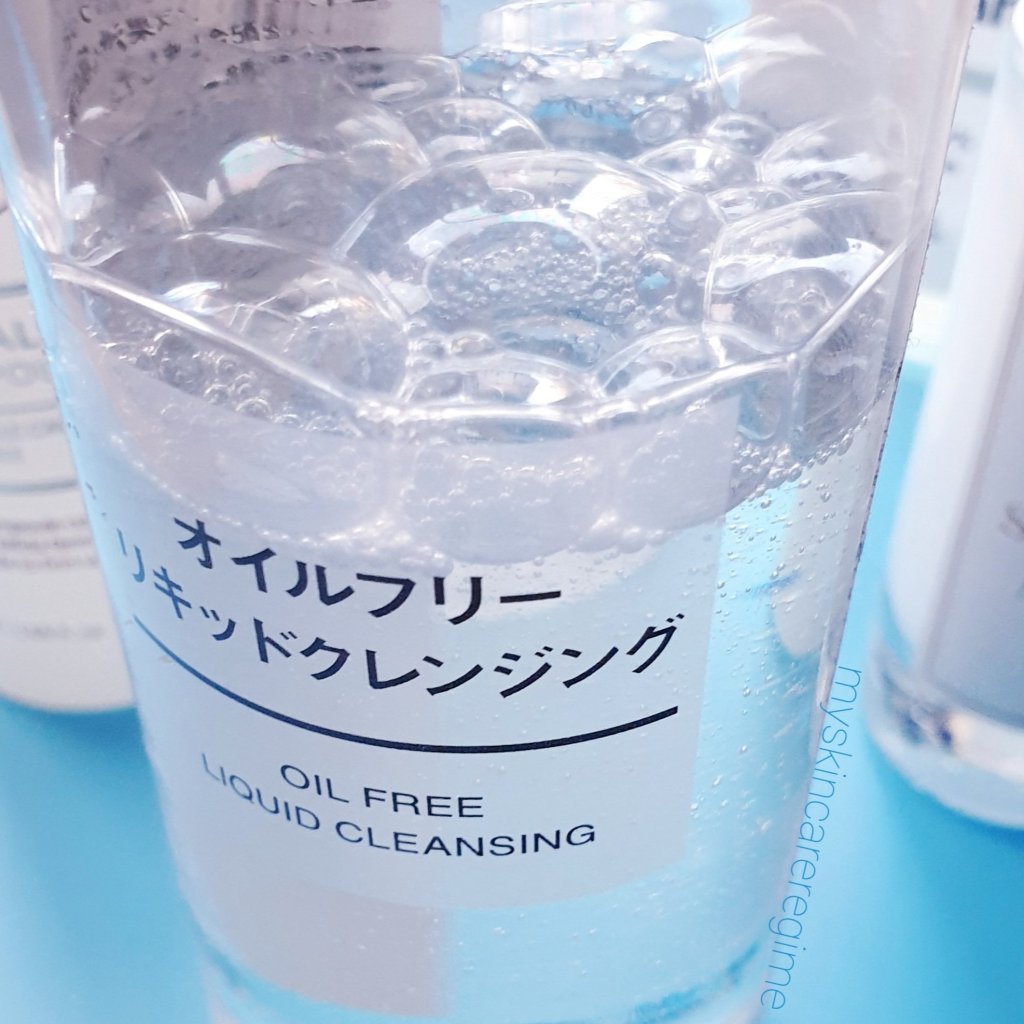 オイルフリー
リキッドクレンジング
OIL FREE
LIQUID CLEANSING
myskincareregime